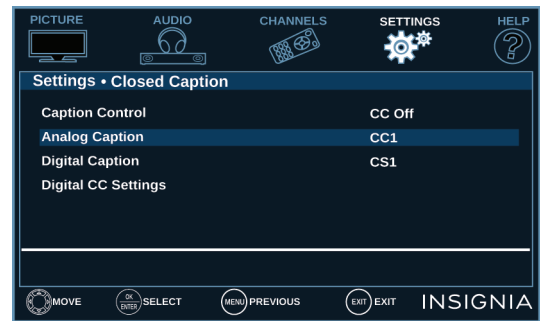 PICTURE AUDIO CHANNELS SETTINGS HELP
Settings • Closed Caption
Caption Control CC Off
Analog Caption CC1
Digital Caption CS1
Digital CC Settings
MOVE OK ENTER SELECT MENU PREVIOUS EXIT EXIT INSIGNIA